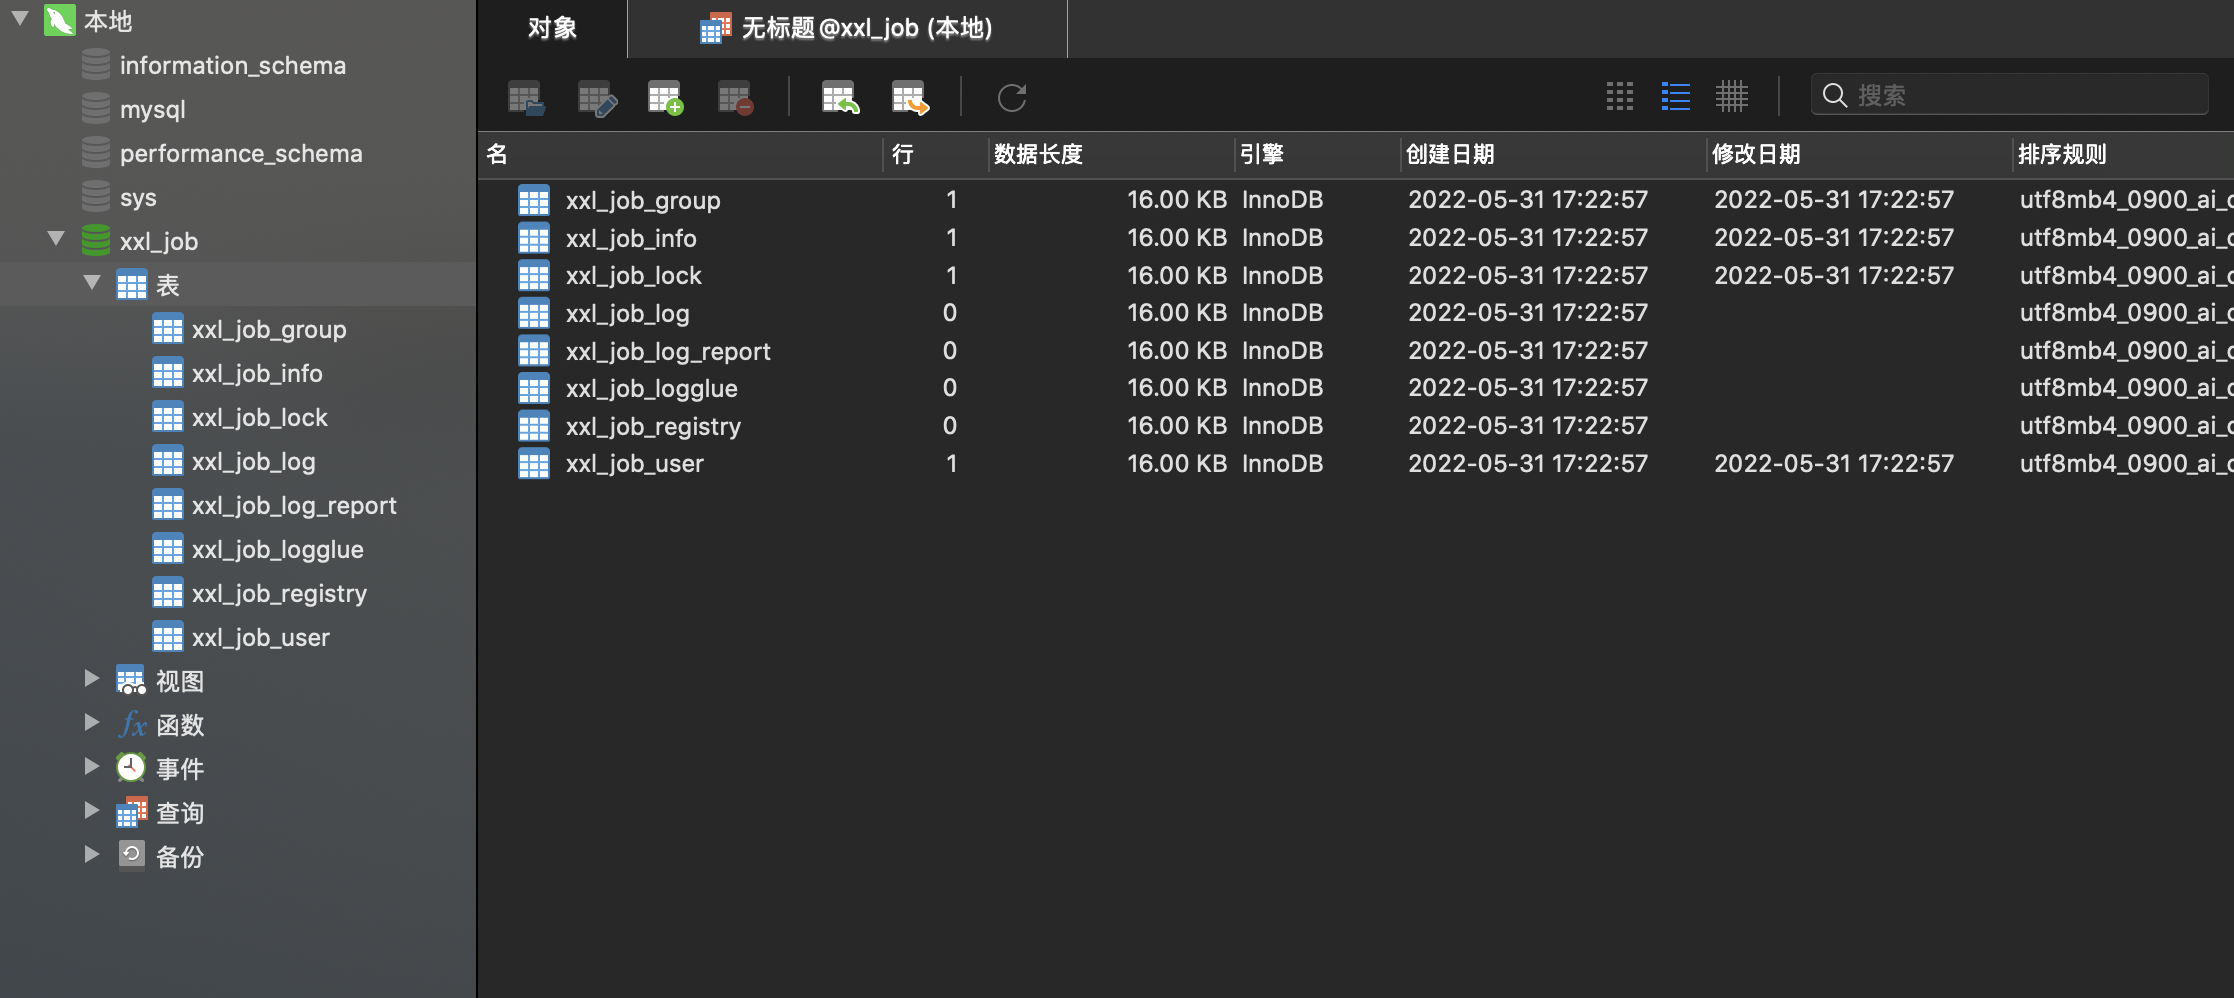 本地
information_schema
mysql
performance_schema
sys
xxl_job
表
xxl_job_group
xxl_job_info
xxl_job_lock
xxl_job_log
xxl_job_log_report
xxl_job_logglue
xxl_job_registry
xxl_job_user
视图
函数
事件
查询
备份
对象 无标题@xxl_job (本地)
搜索
名 行 数据长度 引擎 创建日期 修改日期 排序规则
xxl_job_group 1 16.00 KB InnoDB 2022-05-31 17:22:57 2022-05-31 17:22:57 utf8mb4_0900_ai_
xxl_job_info 1 16.00 KB InnoDB 2022-05-31 17:22:57 2022-05-31 17:22:57 utf8mb4_0900_ai_
xxl_job_lock 1 16.00 KB InnoDB 2022-05-31 17:22:57 2022-05-31 17:22:57 utf8mb4_0900_ai_
xxl_job_log 0 16.00 KB InnoDB 2022-05-31 17:22:57 utf8mb4_0900_ai_
xxl_job_log_report 0 16.00 KB InnoDB 2022-05-31 17:22:57 utf8mb4_0900_ai_
xxl_job_logglue 0 16.00 KB InnoDB 2022-05-31 17:22:57 utf8mb4_0900_ai_
xxl_job_registry 0 16.00 KB InnoDB 2022-05-31 17:22:57 utf8mb4_0900_ai_
xxl_job_user 1 16.00 KB InnoDB 2022-05-31 17:22:57 2022-05-31 17:22:57 utf8mb4_0900_ai_